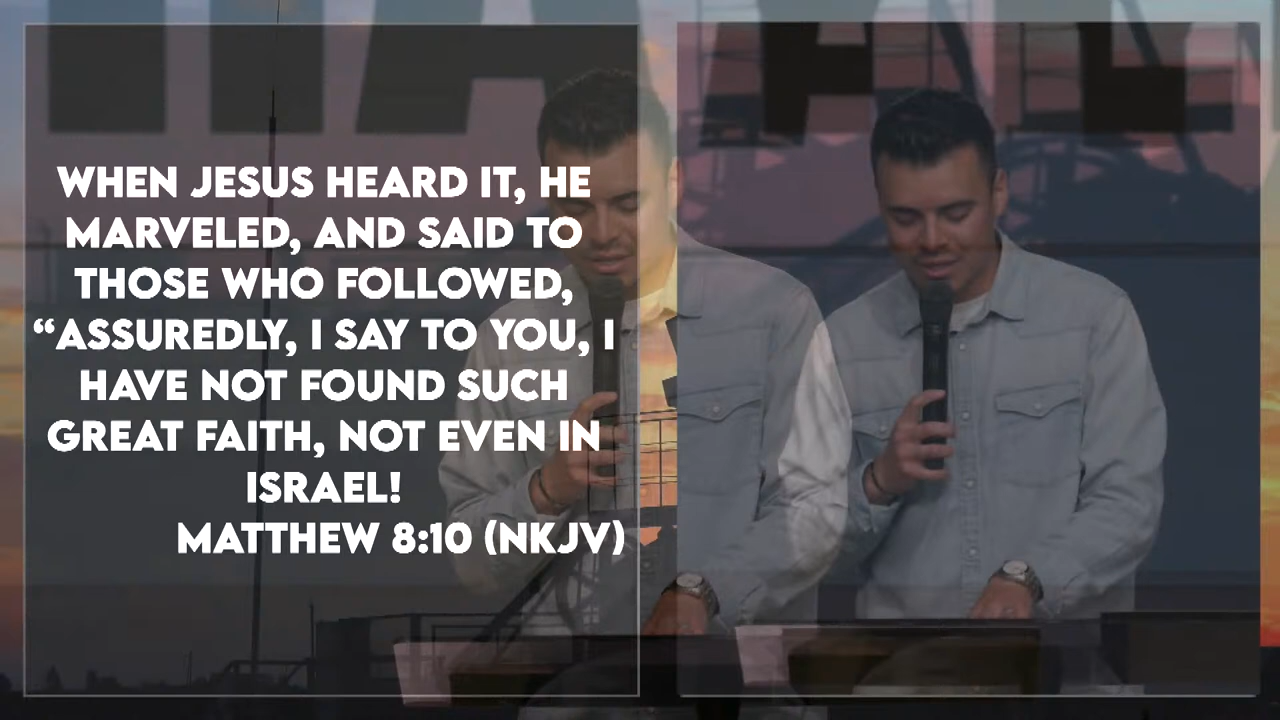 WHEN JESUS HEARD IT, HE
MARVELED, AND SAID TO
THOSE WHO FOLLOWED,
“ASSUREDLY, I SAY TO YOU, I
HAVE NOT FOUND SUCH
GREAT FAITH, NOT EVEN IN
ISRAEL!
MATTHEW 8:10 (NKJV)